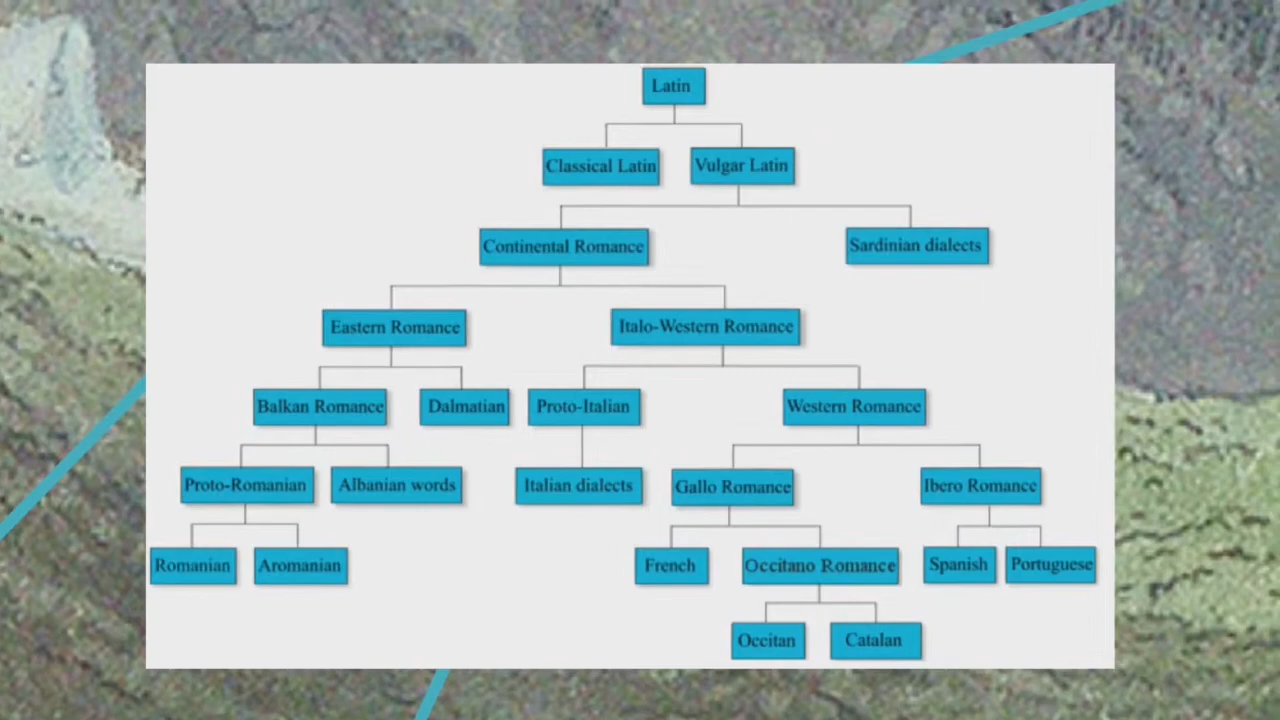 Latin
Classical Latin
Vulgar Latin
Continental Romance
Sardinian dialects
Eastern Romance
Italo-Western Romance
Balkan Romance
Dalmatian
Proto-Italian
Western Romance
Proto-Romanian
Albanian words
Italian dialects
Gallo Romance
Ibero Romance
Romanian
Aromanian
French
Occitano Romance
Spanish
Portuguese
Occitan
Catalan